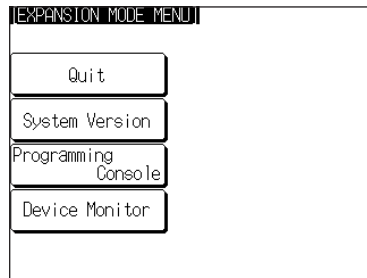 [EXPANSION MODE MENU]
Quit
System Version
Programming
Console
Device Monitor